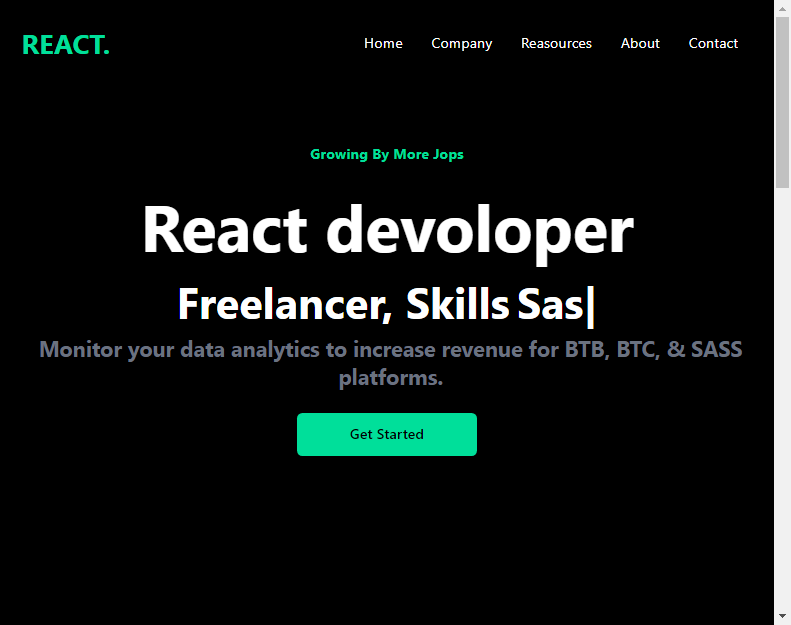 REACT.
Home Company Reasources About Contact
Growing By More Jops
React devoloper
Freelancer, Skills Sas|
Monitor your data analytics to increase revenue for BTB, BTC, & SASS
platforms.
Get Started